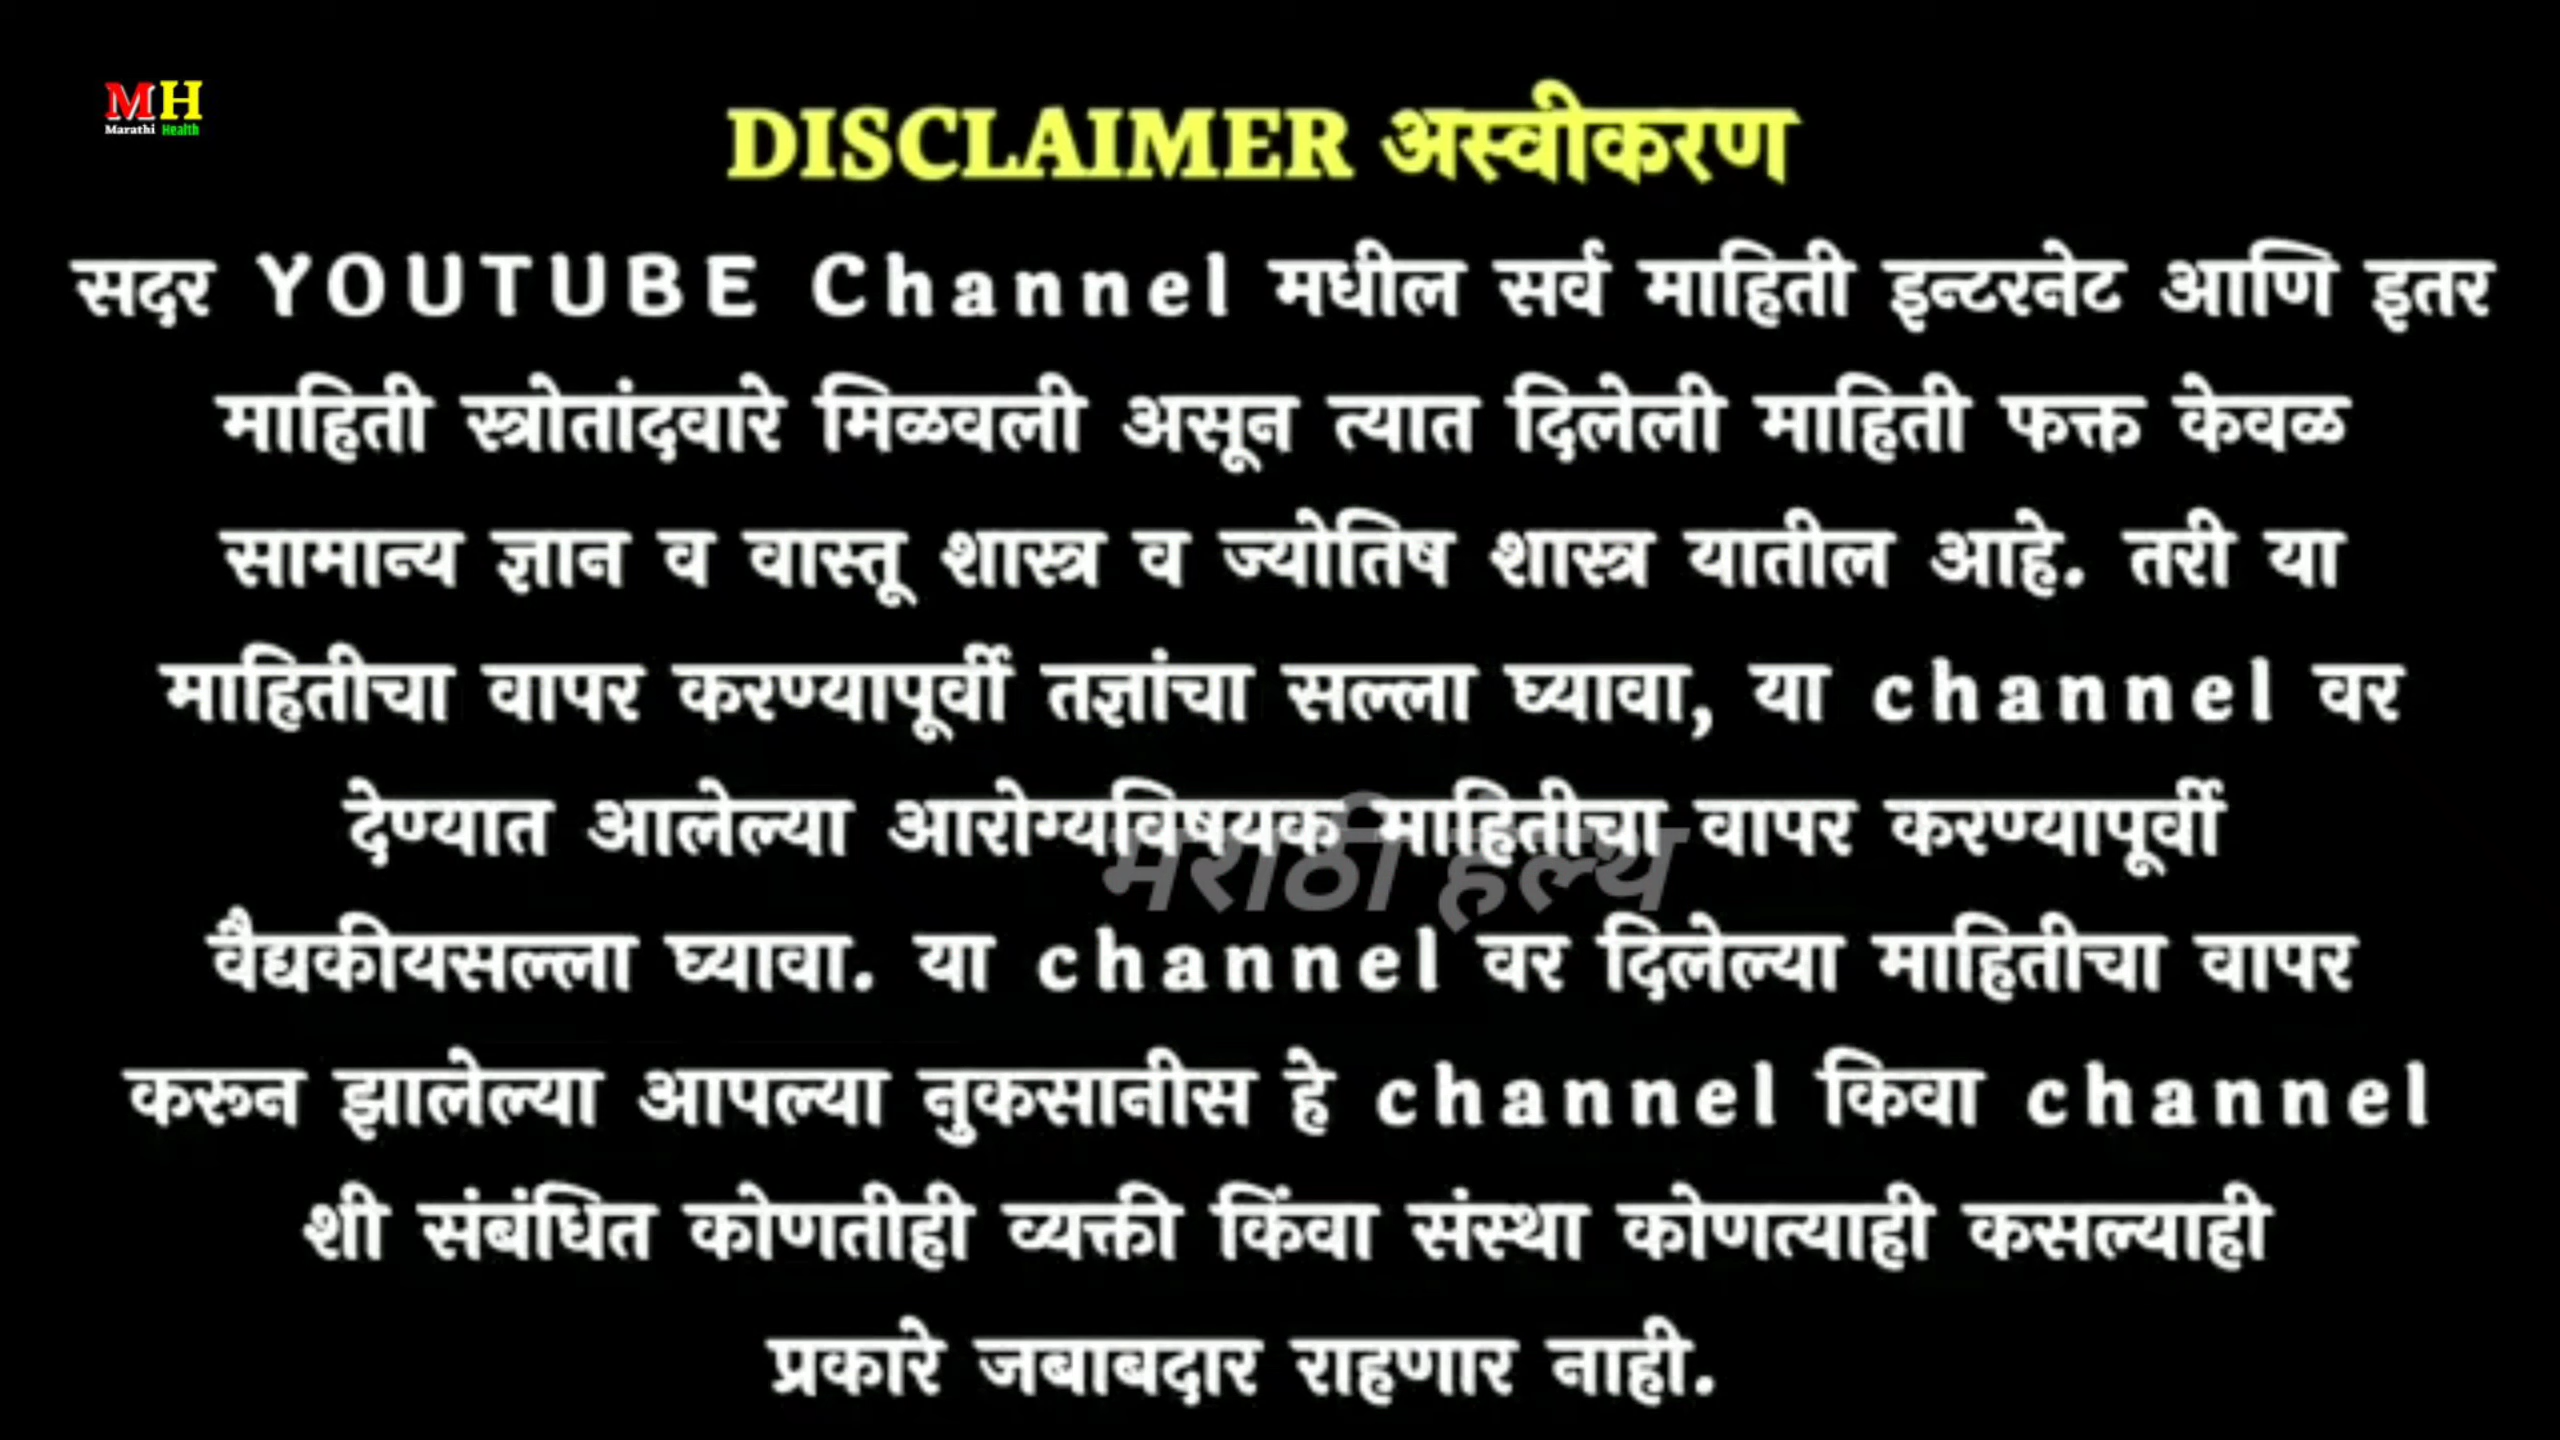 MH
Marathi Health
DISCLAIMER अस्वीकरण
सदर YOUTUBE Channel मधील सर्व माहिती इन्टरनेट आणि इतर
माहिती स्त्रोतांदवारे मिळवली असून त्यात दिलेली माहिती फक्त केवळ
सामान्य ज्ञान व वास्तू शास्त्र व ज्योतिष शास्त्र यातील आहे. तरी या
माहितीचा वापर करण्यापूर्वी तज्ञांचा सल्ला घ्यावा, या channel वर
देण्यात आलेल्या आरोग्यविषयक माहितीचा वापर करण्यापूर्वी
मराठी हेल्थ
वैद्यकीयसल्ला घ्यावा. या channel वर दिलेल्या माहितीचा वापर
करून झालेल्या आपल्या नुकसानीस हे channel किवा channel
शी संबंधित कोणतीही व्यक्ती किंवा संस्था कोणत्याही कसल्याही
प्रकारे जबाबदार राहणार नाही.